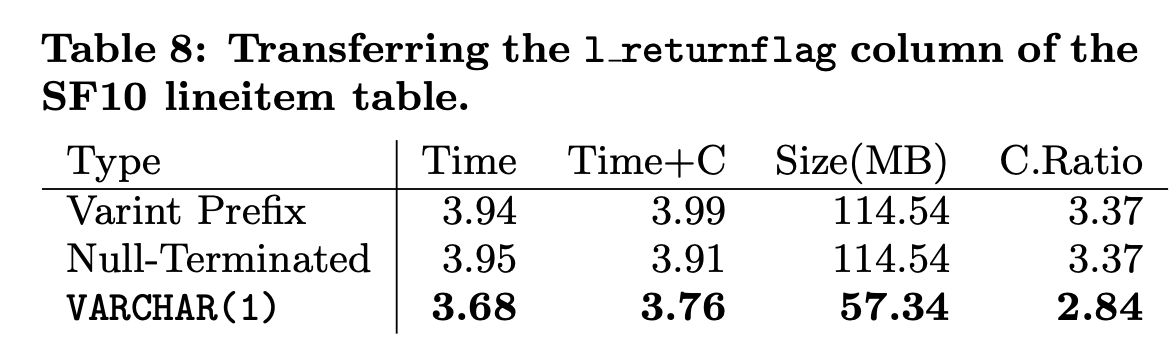 Table 8: Transferring the l_returnflag column of the
SF10 lineitem table.
Type Time Time+C Size(MB) C.Ratio
Varint Prefix 3.94 3.99 114.54 3.37
Null-Terminated 3.95 3.91 114.54 3.37
VARCHAR(1) 3.68 3.76 57.34 2.84